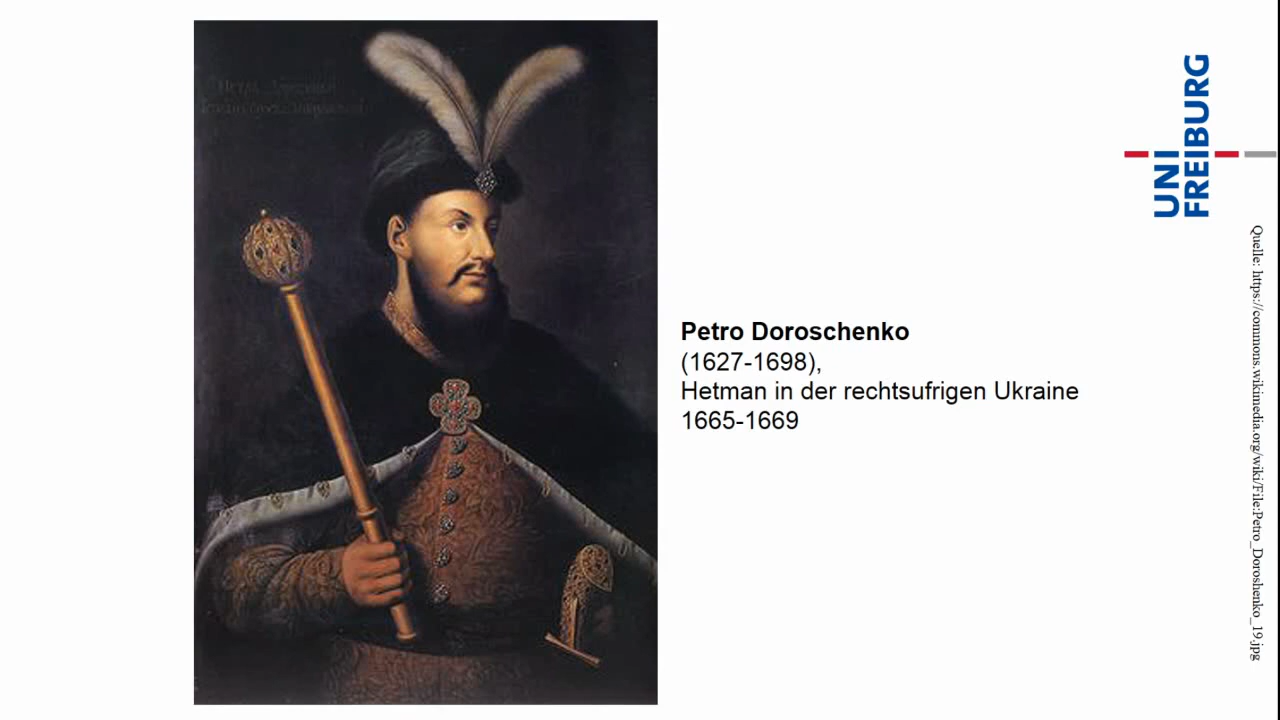 Petro Doroschenko
(1627-1698),
Hetman in der rechtsufrigen Ukraine
1665-1669
UNI
FREIBURG
Quelle: https://commons.wikimedia.org/wiki/File:Petro_Doroshenko_19.jpg